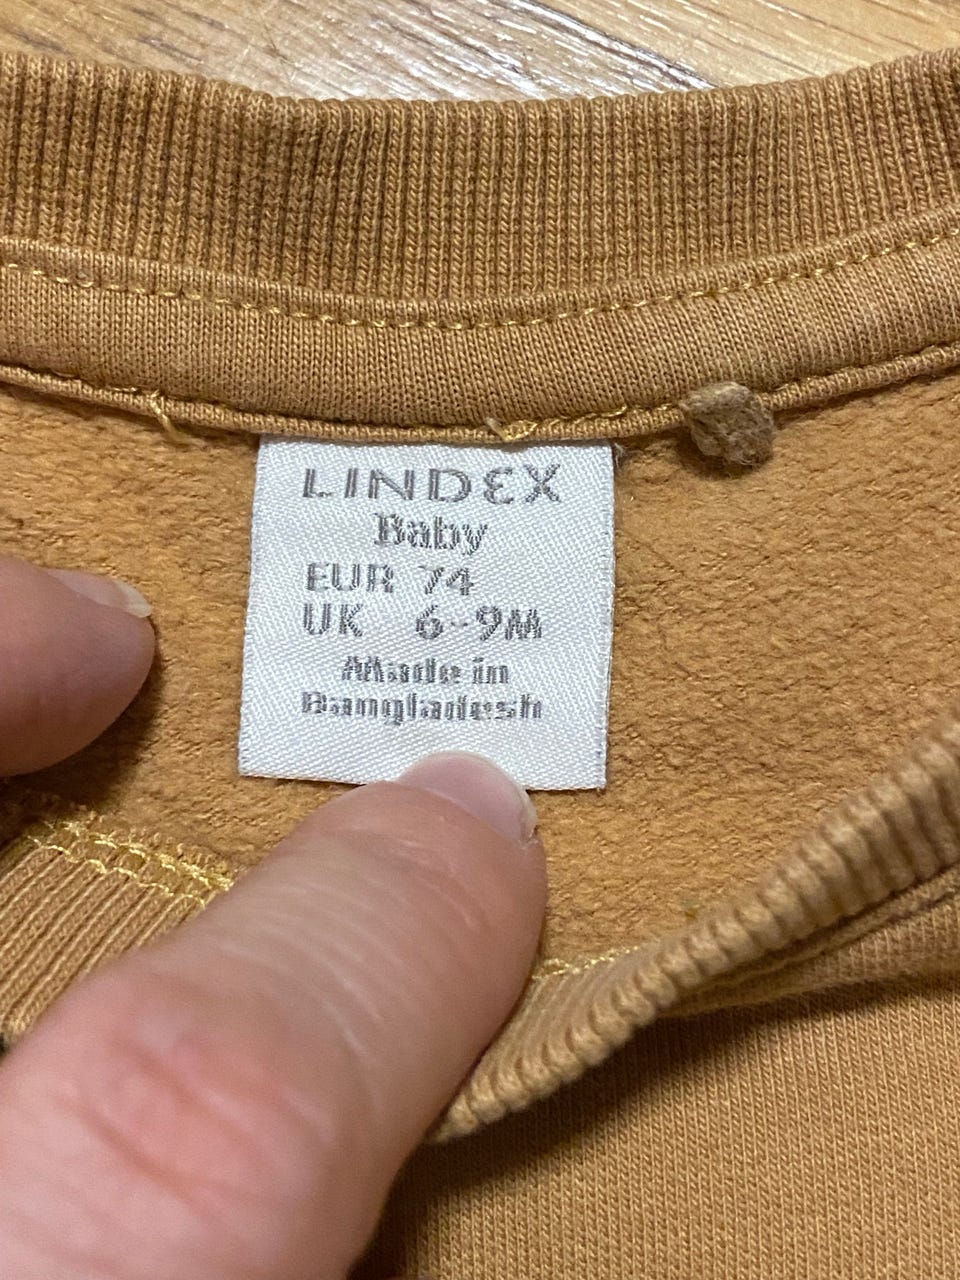 LINDEX
Baby
EUR 74
UK 6-9M
Made in
Bangladesh